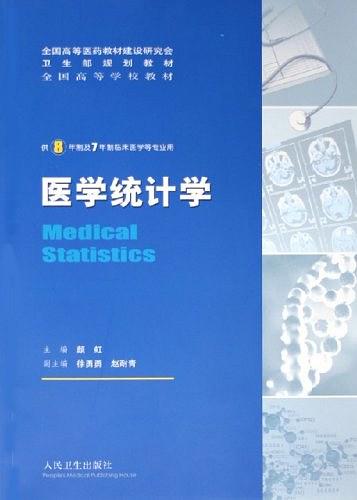 全国高等医药教材建设研究会
卫生部规划教材
全国高等学校教材
供8年制及7年制临床医学等专业用
医学统计学
Medical
Statistics
主编 颜虹
副主编 徐勇勇 赵耐青
人民卫生出版社
People's Medical Publishing House